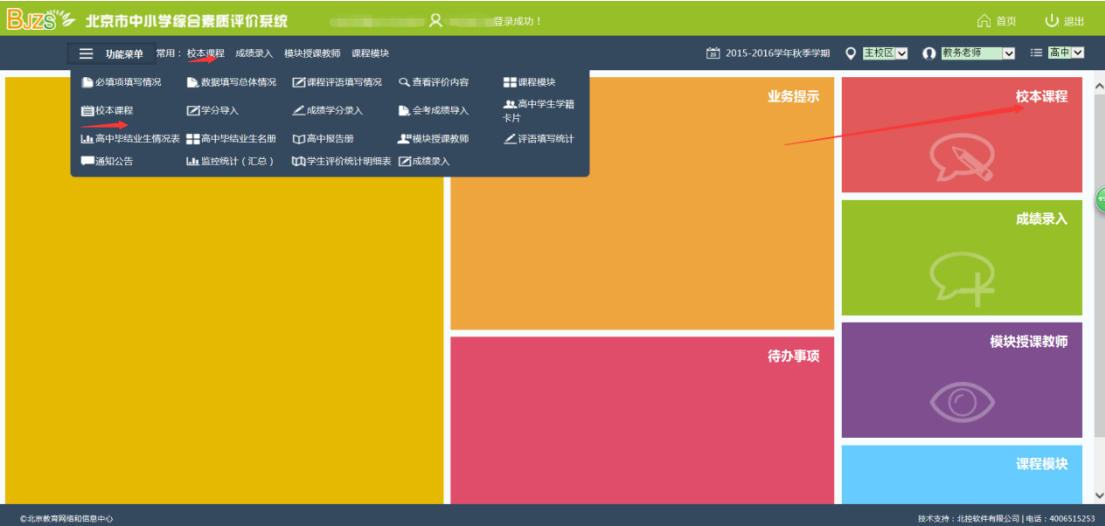 BJZS 北京市中小学综合素质评价系统 登录成功！ 首页 退出
功能菜单 常用： 校本课程 成绩录入 模块授课教师 课程模块 2015-2016学年秋季学期 主校区 教务老师 高中
必填项填写情况 数据填写总体情况 课程评语填写情况 查看评价内容 课程模块
校本课程 学分导入 成绩学分录入 会考成绩导入 高中学生学籍
卡片
高中毕结业生情况表 高中毕结业生名册 高中报告册 模块授课教师 评语填写统计
通知公告 监控统计（汇总） 学生评价统计明细表 成绩录入
业务提示
待办事项
校本课程
成绩录入
模块授课教师
课程模块
©北京教育网络和信息中心 技术支持：北控软件有限公司 | 电话：4006515253